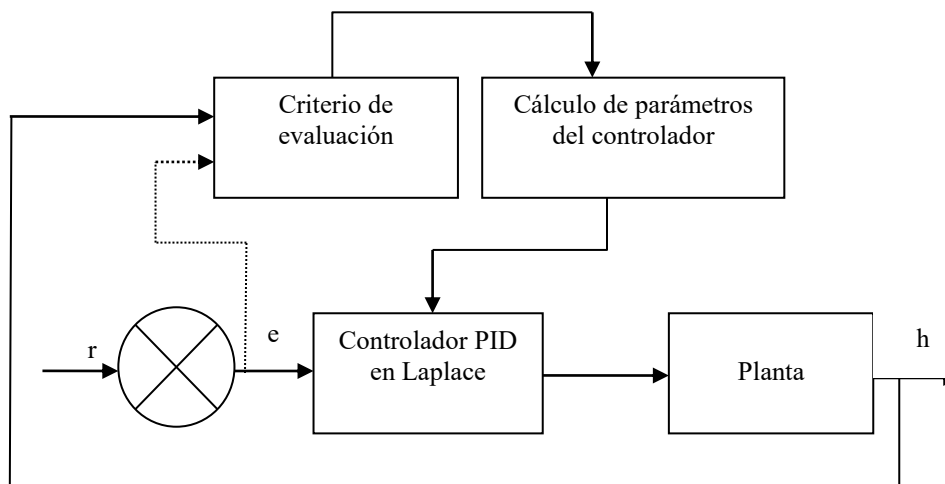 Criterio de
evaluación
Cálculo de parámetros
del controlador
r
e
Controlador PID
en Laplace
Planta
h